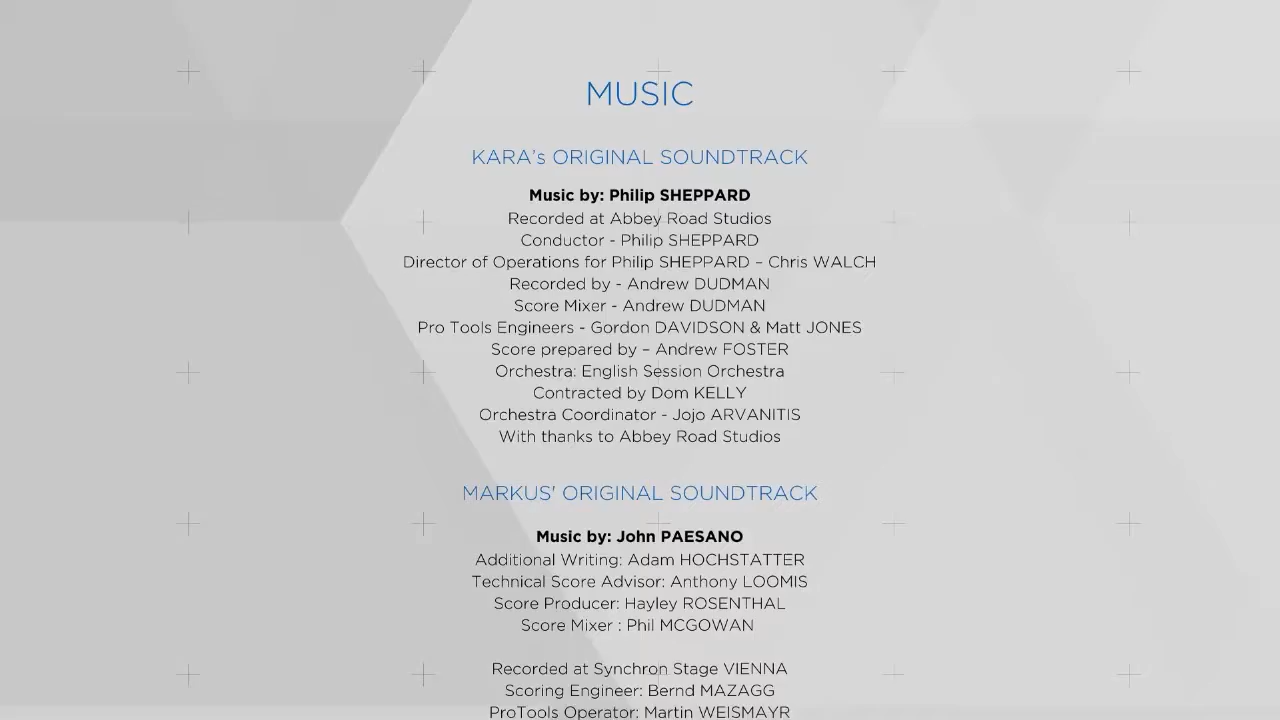 MUSIC
KARA's ORIGINAL SOUNDTRACK
Music by: Philip SHEPPARD
Recorded at Abbey Road Studios
Conductor - Philip SHEPPARD
Director of Operations for Philip SHEPPARD – Chris WALCH
Recorded by - Andrew DUDMAN
Score Mixer - Andrew DUDMAN
Pro Tools Engineers - Gordon DAVIDSON & Matt JONES
Score prepared by – Andrew FOSTER
Orchestra: English Session Orchestra
Contracted by Dom KELLY
Orchestra Coordinator - Jojo ARVANITIS
With thanks to Abbey Road Studios
MARKUS' ORIGINAL SOUNDTRACK
Music by: John PAESANO
Additional Writing: Adam HOCHSTATTER
Technical Score Advisor: Anthony LOOMIS
Score Producer: Hayley ROSENTHAL
Score Mixer : Phil MCGOWAN
Recorded at Synchron Stage VIENNA
Scoring Engineer: Bernd MAZAGG
ProTools Operator: Martin WEISMAYR